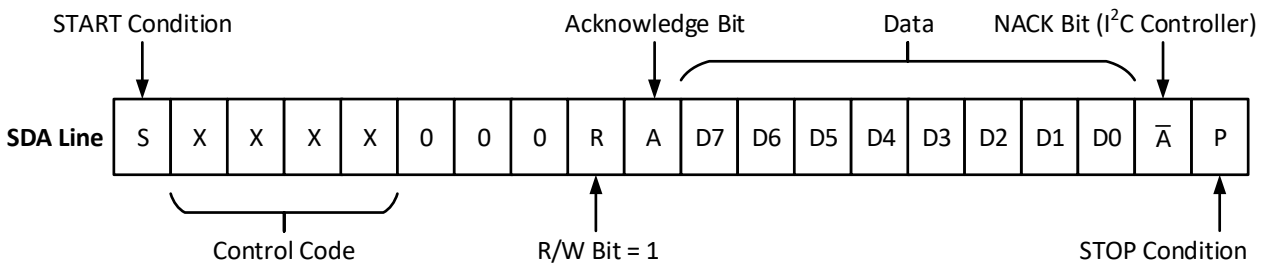 START Condition Acknowledge Bit Data NACK Bit (I²C Controller)
SDA Line S X X X X 0 0 0 R A D7 D6 D5 D4 D3 D2 D1 D0 A̅ P
Control Code R/W Bit = 1 STOP Condition